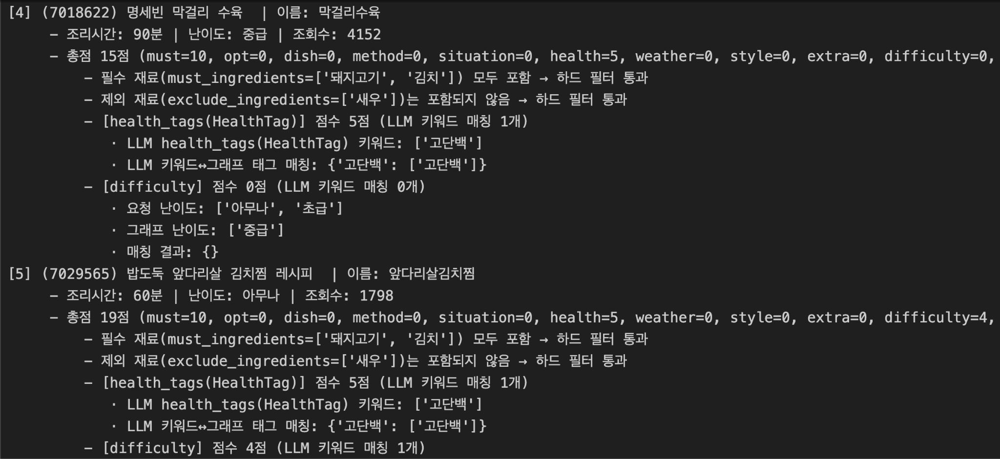 [4] (7018622) 명세빈 막걸리 수육  | 이름: 막걸리수육
– 조리시간: 90분 | 난이도: 중급 | 조회수: 4152
– 총점 15점 (must=10, opt=0, dish=0, method=0, situation=0, health=5, weather=0, style=0, extra=0, difficulty=0,
– 필수 재료(must_ingredients=['돼지고기', '김치']) 모두 포함 → 하드 필터 통과
– 제외 재료(exclude_ingredients=['새우'])는 포함되지 않음 → 하드 필터 통과
– [health_tags(HealthTag)] 점수 5점 (LLM 키워드 매칭 1개)
· LLM health_tags(HealthTag) 키워드: ['고단백']
· LLM 키워드↔그래프 태그 매칭: {'고단백': ['고단백']}
– [difficulty] 점수 0점 (LLM 키워드 매칭 0개)
· 요청 난이도: ['아무나', '초급']
· 그래프 난이도: ['중급']
· 매칭 결과: {}
[5] (7029565) 밥도둑 앞다리살 김치찜 레시피  | 이름: 앞다리살김치찜
– 조리시간: 60분 | 난이도: 아무나 | 조회수: 1798
– 총점 19점 (must=10, opt=0, dish=0, method=0, situation=0, health=5, weather=0, style=0, extra=0, difficulty=4,
– 필수 재료(must_ingredients=['돼지고기', '김치']) 모두 포함 → 하드 필터 통과
– 제외 재료(exclude_ingredients=['새우'])는 포함되지 않음 → 하드 필터 통과
– [health_tags(HealthTag)] 점수 5점 (LLM 키워드 매칭 1개)
· LLM health_tags(HealthTag) 키워드: ['고단백']
· LLM 키워드↔그래프 태그 매칭: {'고단백': ['고단백']}
– [difficulty] 점수 4점 (LLM 키워드 매칭 1개)